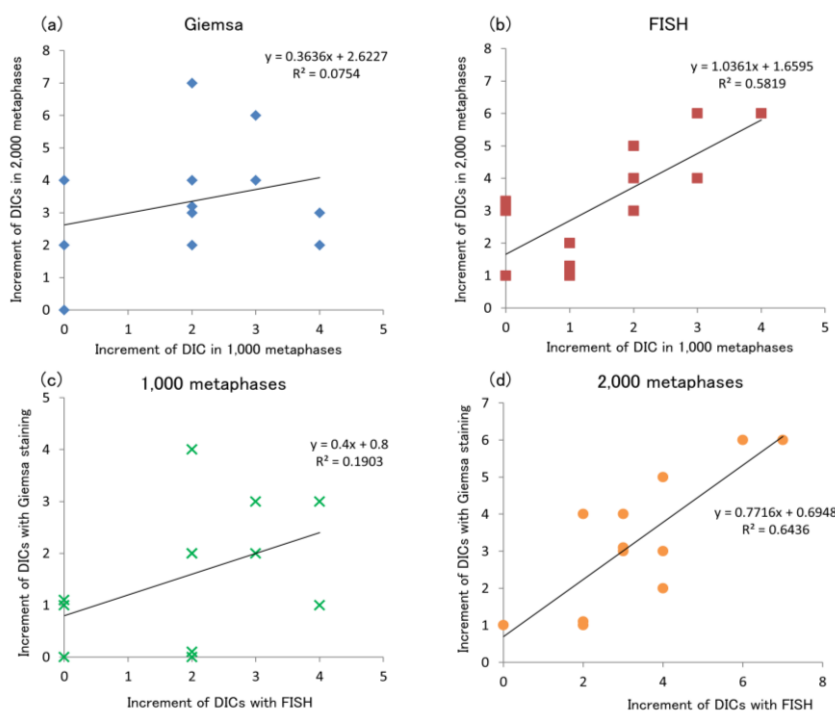 (a)
Giemsa
y = 0.3636x + 2.6227
R² = 0.0754
Increment of DICs in 2,000 metaphases
8
7
6
5
4
3
2
1
0
0 1 2 3 4 5
Increment of DIC in 1,000 metaphases
(b)
FISH
y = 1.0361x + 1.6595
R² = 0.5819
Increment of DICs in 2,000 metaphases
8
7
6
5
4
3
2
1
0
0 1 2 3 4 5
Increment of DIC in 1,000 metaphases
(c)
1,000 metaphases
y = 0.4x + 0.8
R² = 0.1903
Increment of DICs with Giemsa staining
5
4
3
2
1
0
0 1 2 3 4 5
Increment of DICs with FISH
(d)
2,000 metaphases
y = 0.7716x + 0.6948
R² = 0.6436
Increment of DICs with Giemsa staining
7
6
5
4
3
2
1
0
0 2 4 6 8
Increment of DICs with FISH